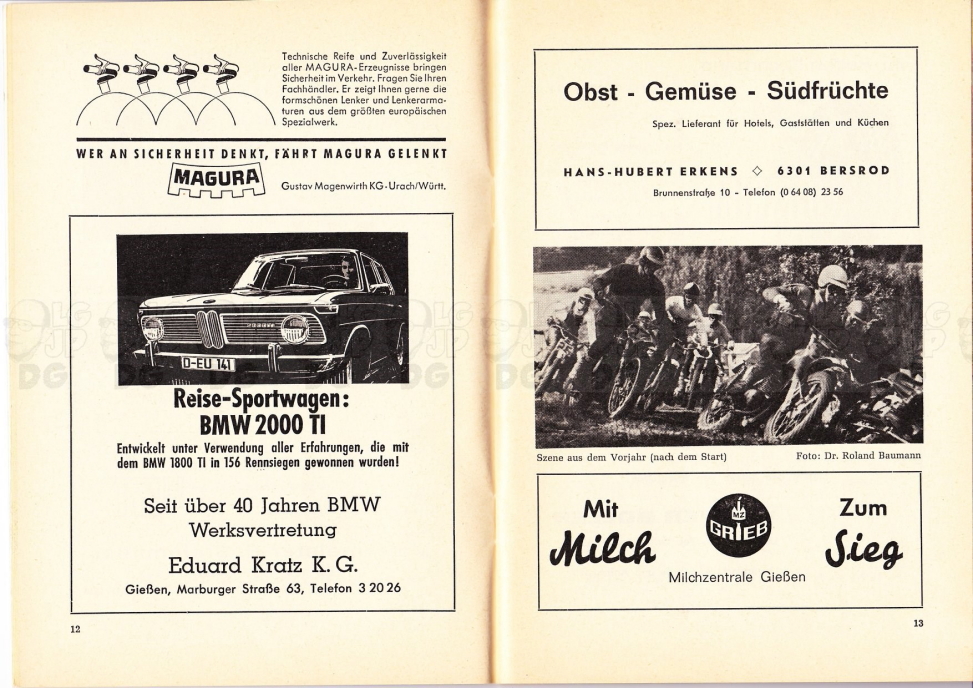 Technische Reife und Zuverlässigkeit
aller MAGURA-Erzeugnisse bringen
Sicherheit im Verkehr. Fragen Sie Ihren
Fachhändler. Er zeigt Ihnen gerne die
formschönen Lenker und Lenkerarma-
turen aus dem größten europäischen
Spezialwerk.
WER AN SICHERHEIT DENKT, FÄHRT MAGURA GELENKT
MAGURA
Gustav Magenwirth KG · Urach/Württ.
D-EU 141
Reise-Sportwagen:
BMW 2000 TI
Entwickelt unter Verwendung aller Erfahrungen, die mit
dem BMW 1800 TI in 156 Rennsiegen gewonnen wurden!
Seit über 40 Jahren BMW
Werksvertretung
Eduard Kratz K. G.
Gießen, Marburger Straße 63, Telefon 3 20 26
12
Obst - Gemüse - Südfrüchte
Spez. Lieferant für Hotels, Gaststätten und Küchen
HANS-HUBERT ERKENS ◇ 6301 BERSROD
Brunnenstraße 10 - Telefon (0 64 08) 23 56
Szene aus dem Vorjahr (nach dem Start) Foto: Dr. Roland Baumann
Mit Milch
MZ
GRIEB
Zum Sieg
Milchzentrale Gießen
13